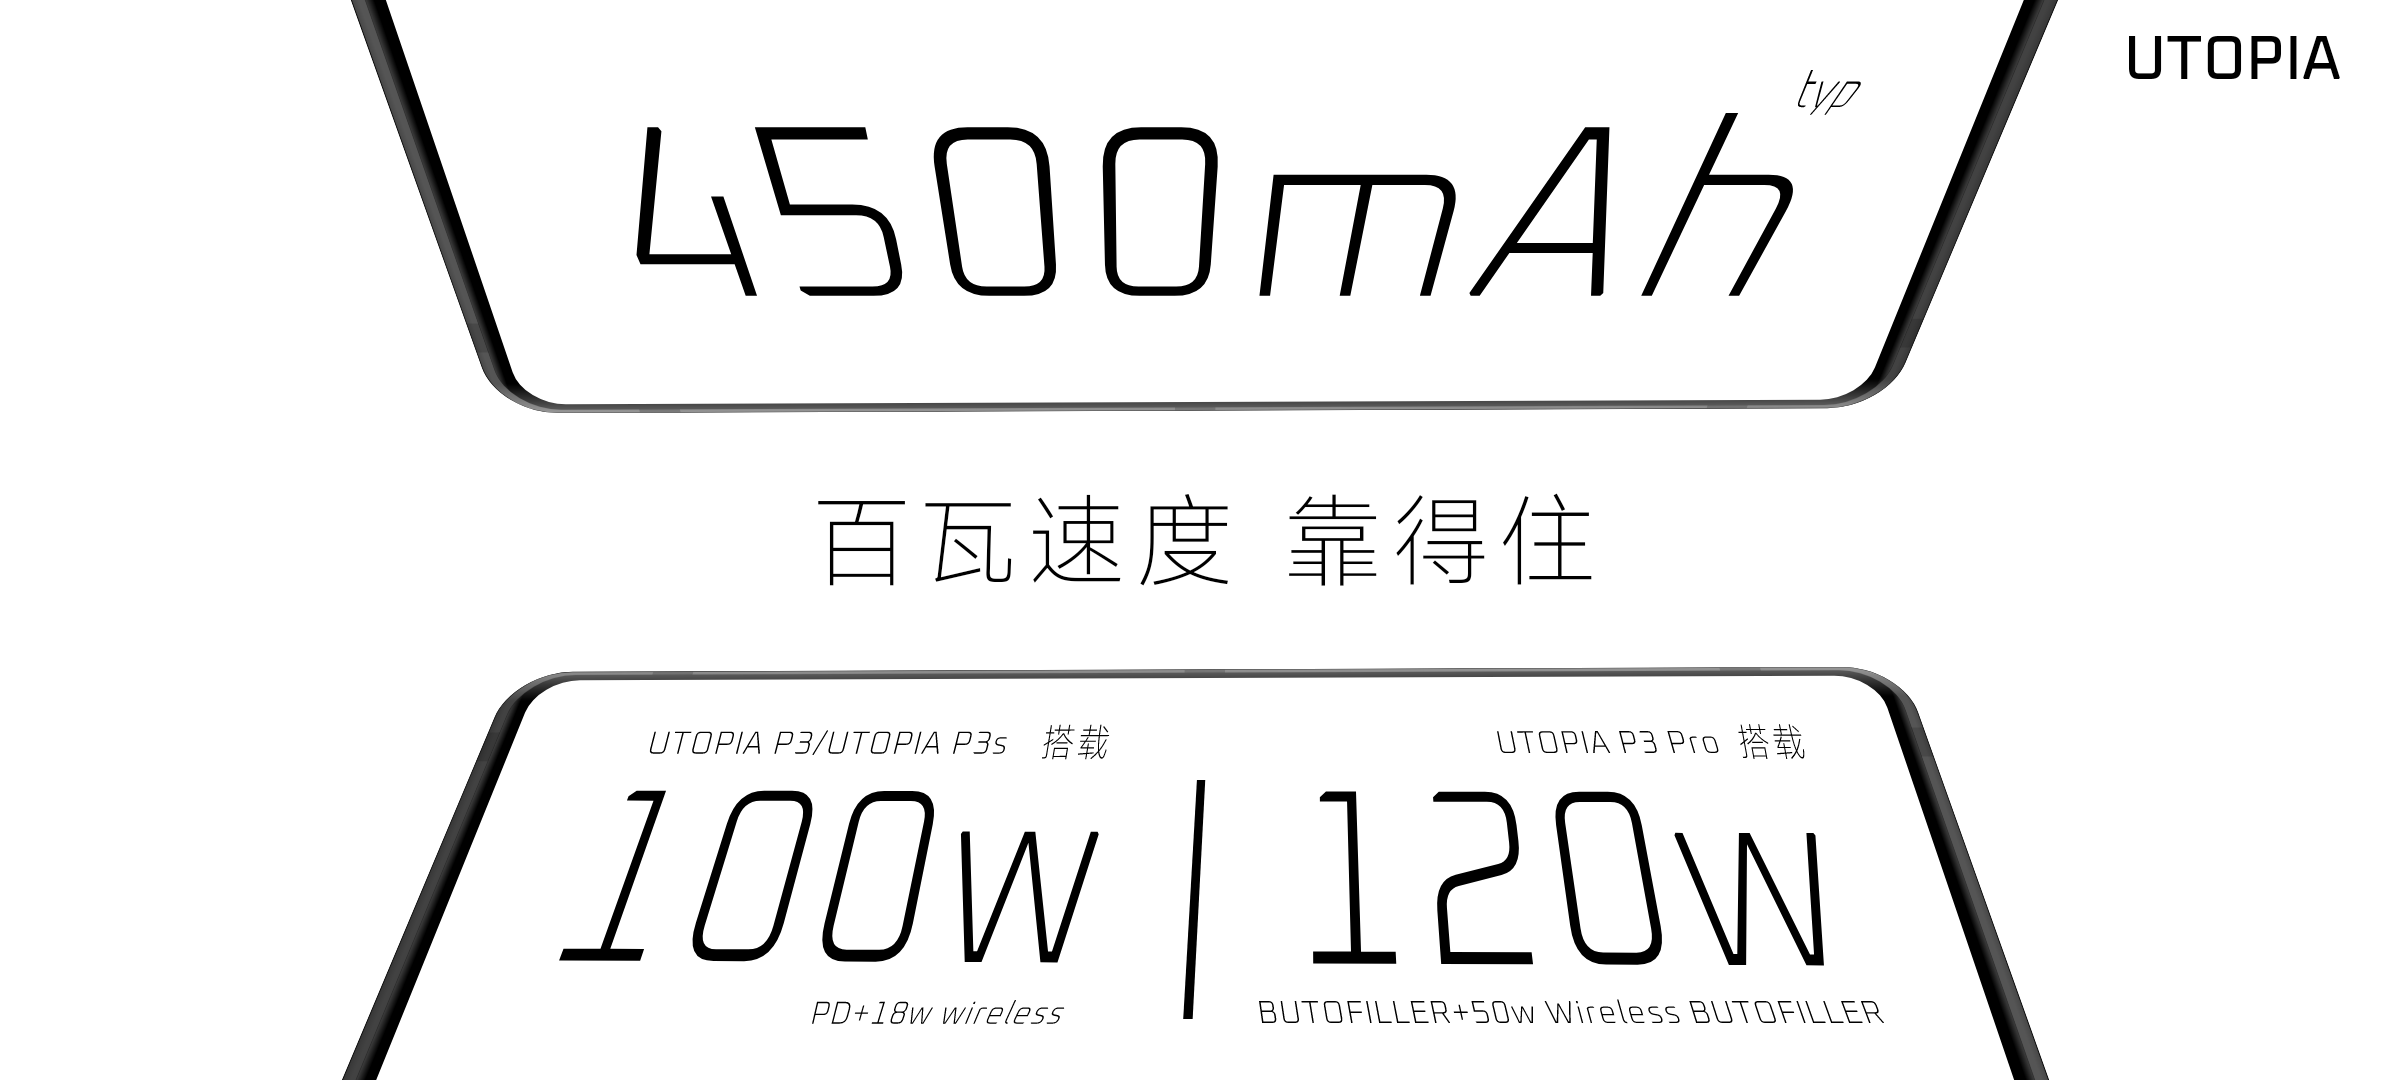 UTOPIA
typ
4500mAh
百瓦速度 靠得住
UTOPIA P3/UTOPIA P3s 搭载
100w
PD+18w wireless
UTOPIA P3 Pro 搭载
120w
BUTOFILLER+50w Wireless BUTOFILLER